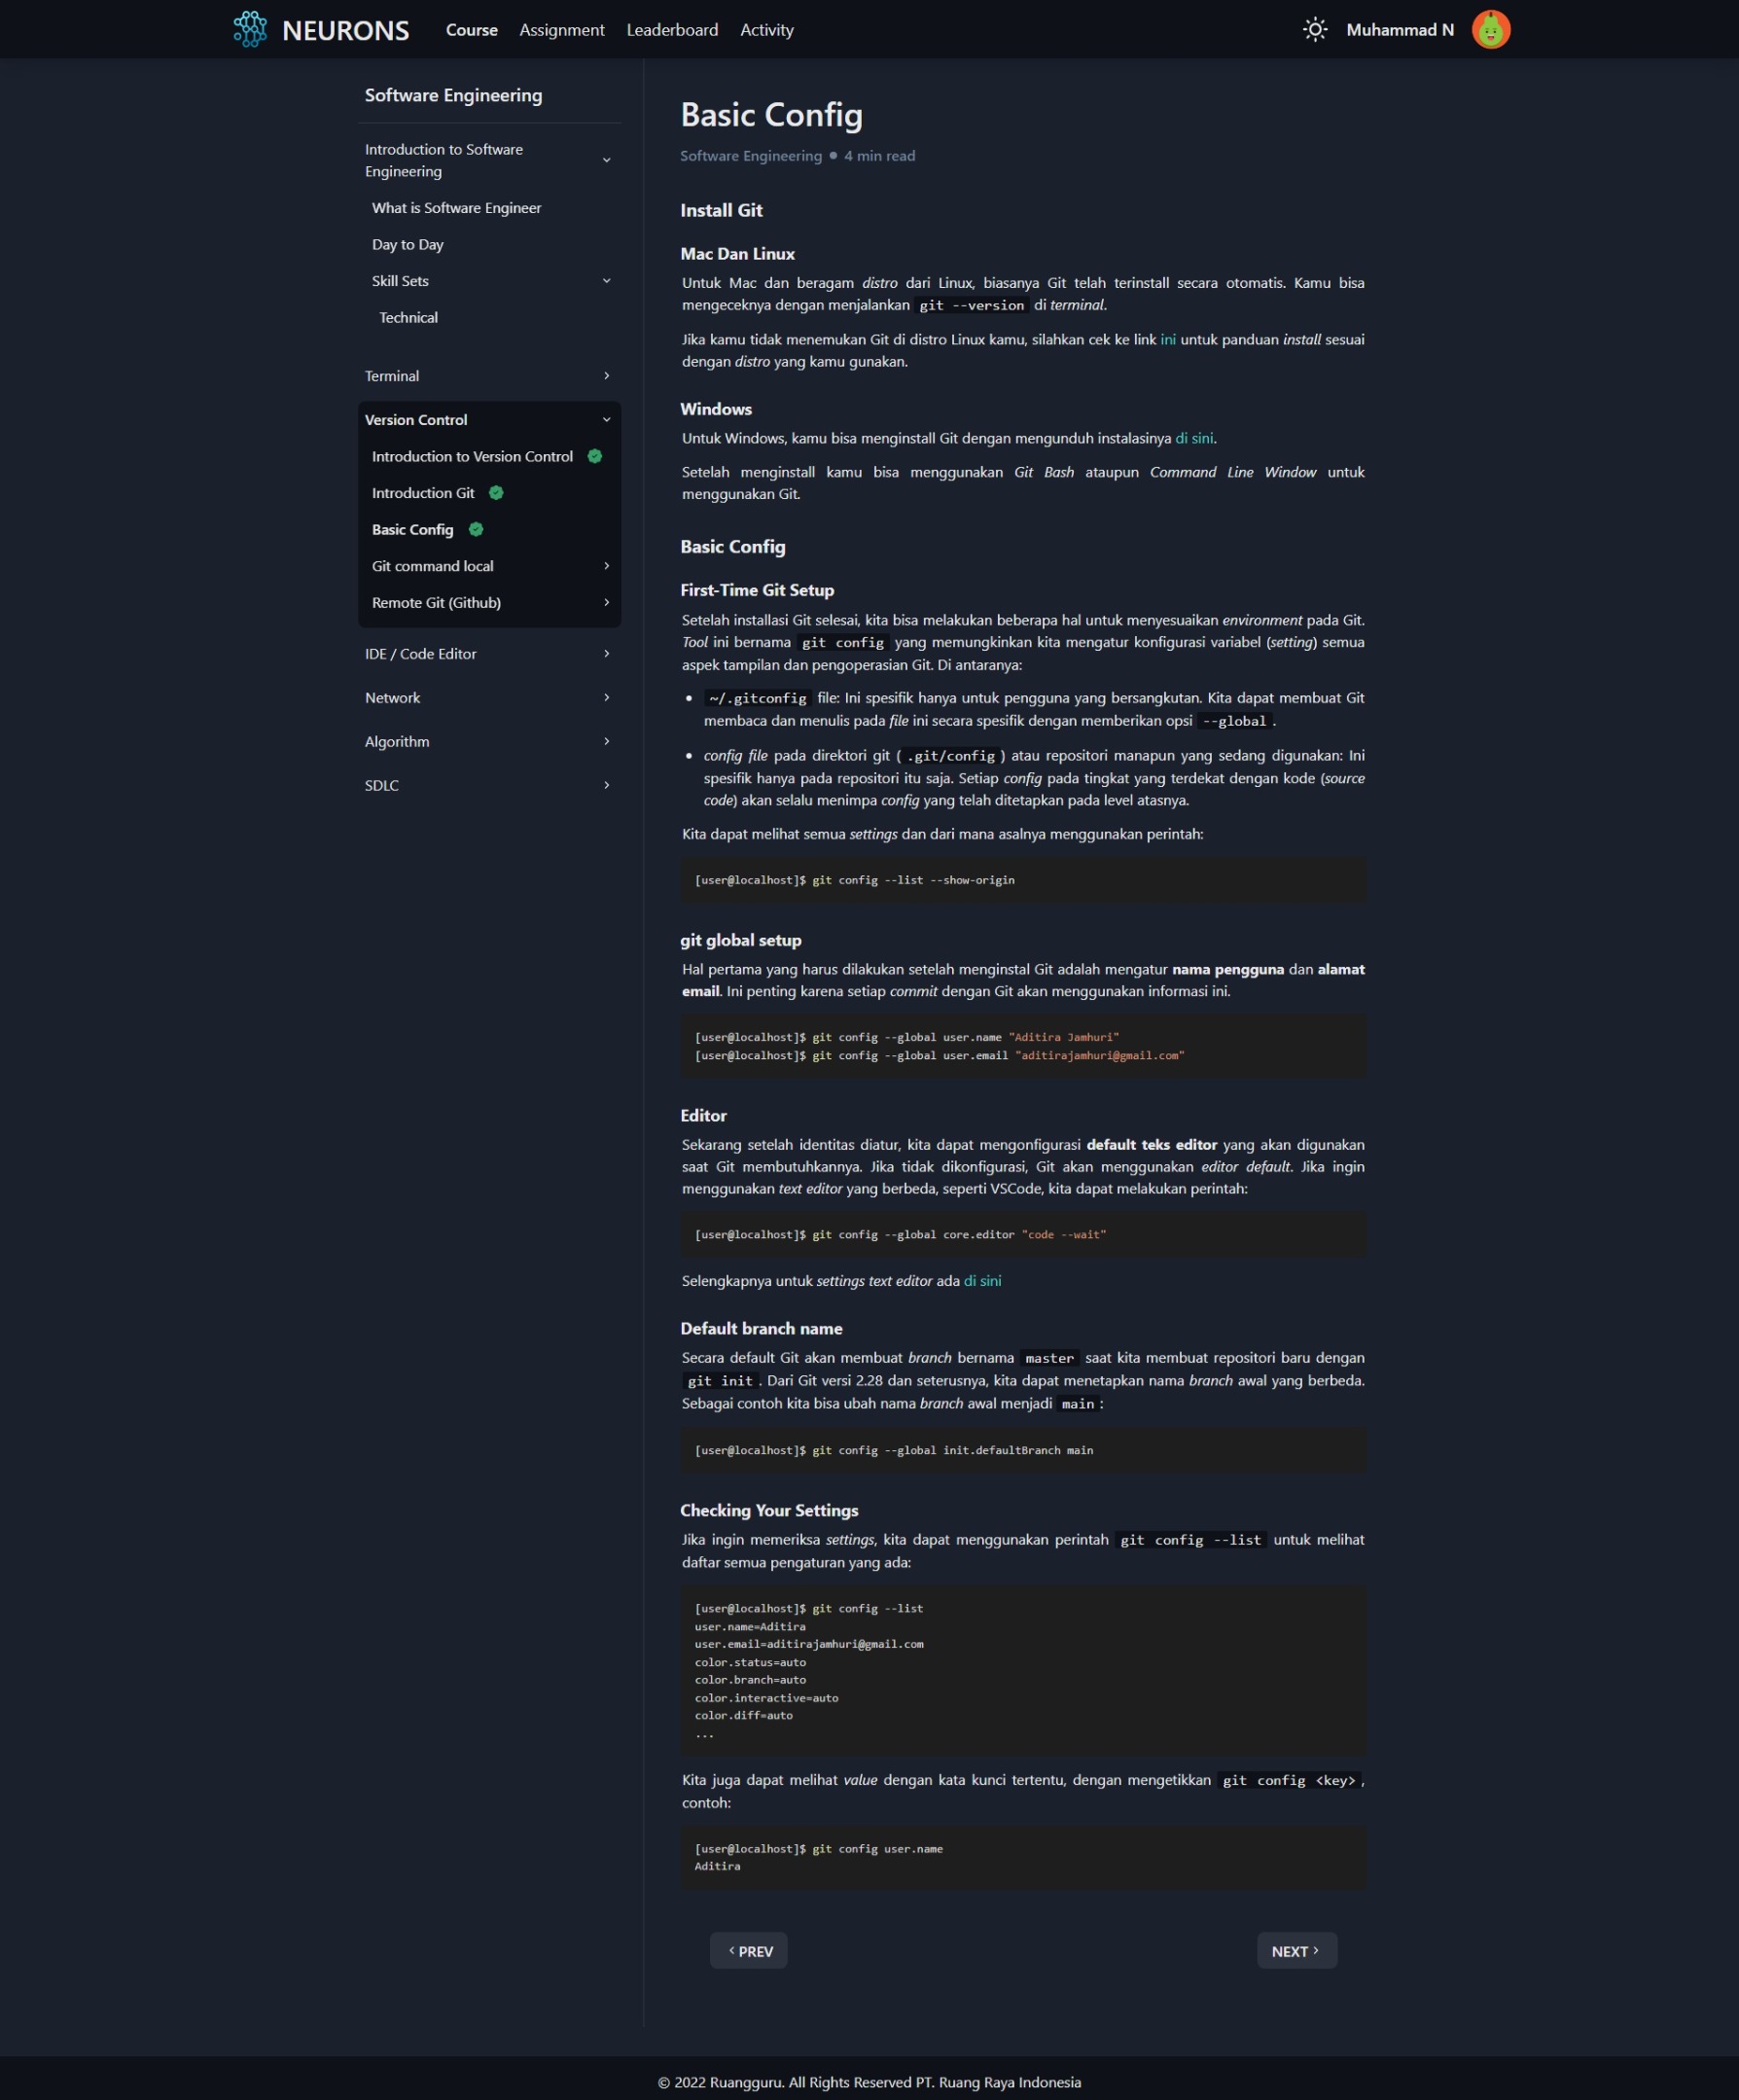 NEURONS Course Assignment Leaderboard Activity Muhammad N
Software Engineering
Introduction to Software
Engineering
What is Software Engineer
Day to Day
Skill Sets
Technical
Terminal
Version Control
Introduction to Version Control
Introduction Git
Basic Config
Git command local
Remote Git (Github)
IDE / Code Editor
Network
Algorithm
SDLC
Basic Config
Software Engineering • 4 min read
Install Git
Mac Dan Linux
Untuk Mac dan beragam distro dari Linux, biasanya Git telah terinstall secara otomatis. Kamu bisa
mengeceknya dengan menjalankan git --version di terminal.
Jika kamu tidak menemukan Git di distro Linux kamu, silahkan cek ke link ini untuk panduan install sesuai
dengan distro yang kamu gunakan.
Windows
Untuk Windows, kamu bisa menginstall Git dengan mengunduh instalasinya di sini.
Setelah menginstall kamu bisa menggunakan Git Bash ataupun Command Line Window untuk
menggunakan Git.
Basic Config
First-Time Git Setup
Setelah installasi Git selesai, kita bisa melakukan beberapa hal untuk menyesuaikan environment pada Git.
Tool ini bernama git config yang memungkinkan kita mengatur konfigurasi variabel (setting) semua
aspek tampilan dan pengoperasian Git. Di antaranya:
• ~/.gitconfig file: Ini spesifik hanya untuk pengguna yang bersangkutan. Kita dapat membuat Git
membaca dan menulis pada file ini secara spesifik dengan memberikan opsi --global.
• config file pada direktori git (.git/config) atau repositori manapun yang sedang digunakan: Ini
spesifik hanya pada repositori itu saja. Setiap config pada tingkat yang terdekat dengan kode (source
code) akan selalu menimpa config yang telah ditetapkan pada level atasnya.
Kita dapat melihat semua settings dan dari mana asalnya menggunakan perintah:
[user@localhost]$ git config --list --show-origin
git global setup
Hal pertama yang harus dilakukan setelah menginstal Git adalah mengatur nama pengguna dan alamat
email. Ini penting karena setiap commit dengan Git akan menggunakan informasi ini.
[user@localhost]$ git config --global user.name "Aditira Jamhuri"
[user@localhost]$ git config --global user.email "aditirajamhuri@gmail.com"
Editor
Sekarang setelah identitas diatur, kita dapat mengonfigurasi default teks editor yang akan digunakan
saat Git membutuhkannya. Jika tidak dikonfigurasi, Git akan menggunakan editor default. Jika ingin
menggunakan text editor yang berbeda, seperti VSCode, kita dapat melakukan perintah:
[user@localhost]$ git config --global core.editor "code --wait"
Selengkapnya untuk settings text editor ada di sini
Default branch name
Secara default Git akan membuat branch bernama master saat kita membuat repositori baru dengan
git init. Dari Git versi 2.28 dan seterusnya, kita dapat menetapkan nama branch awal yang berbeda.
Sebagai contoh kita bisa ubah nama branch awal menjadi main:
[user@localhost]$ git config --global init.defaultBranch main
Checking Your Settings
Jika ingin memeriksa settings, kita dapat menggunakan perintah git config --list untuk melihat
daftar semua pengaturan yang ada:
[user@localhost]$ git config --list
user.name=Aditira
user.email=aditirajamhuri@gmail.com
color.status=auto
color.branch=auto
color.interactive=auto
color.diff=auto
...
Kita juga dapat melihat value dengan kata kunci tertentu, dengan mengetikkan git config <key>,
contoh:
[user@localhost]$ git config user.name
Aditira
‹ PREV NEXT ›
© 2022 Ruangguru. All Rights Reserved PT. Ruang Raya Indonesia